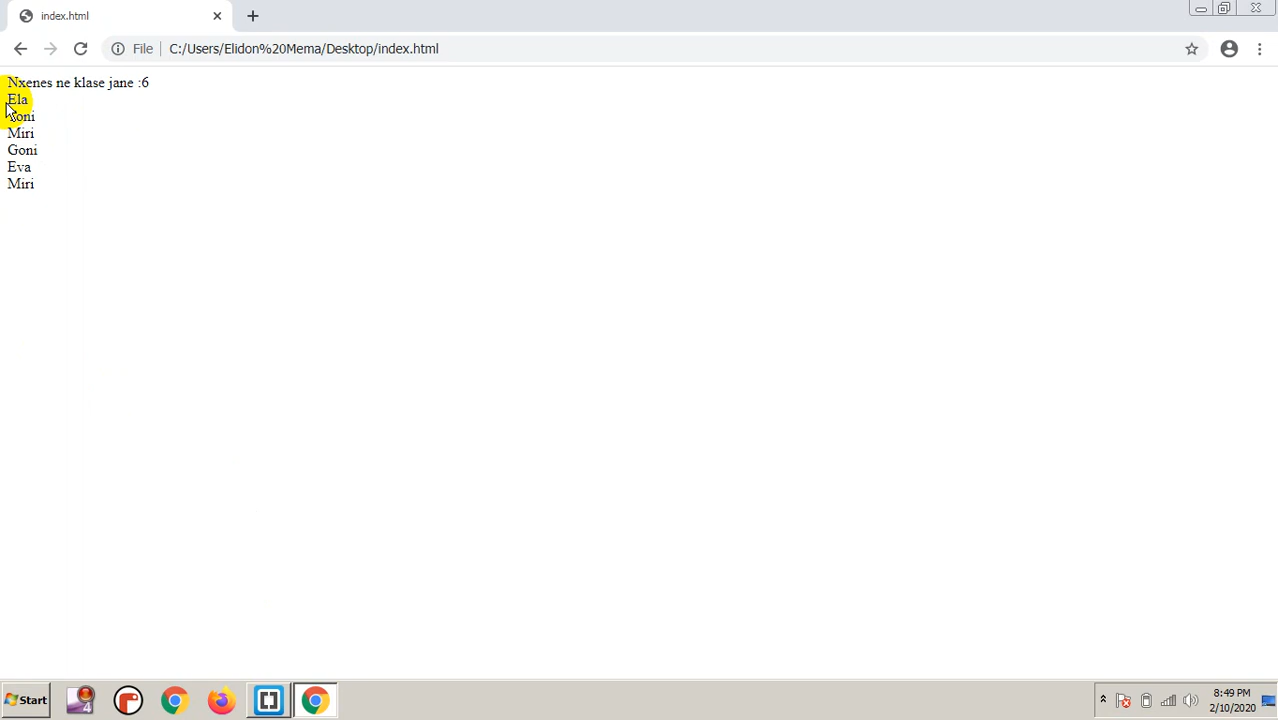 index.html
File
C:/Users/Elidon%20Mema/Desktop/index.html
Nxenes ne klase jane :6
Ela
Miri
Goni
Eva
Miri
Start
4
8:49 PM
2/10/2020